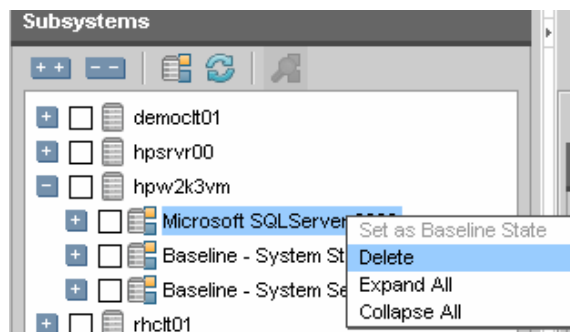 Subsystems
democlt01
hpsrvr00
hpw2k3vm
Microsoft SQLServer
Set as Baseline State
Baseline - System St
Delete
Baseline - System Se
Expand All
Collapse All
rhclt01